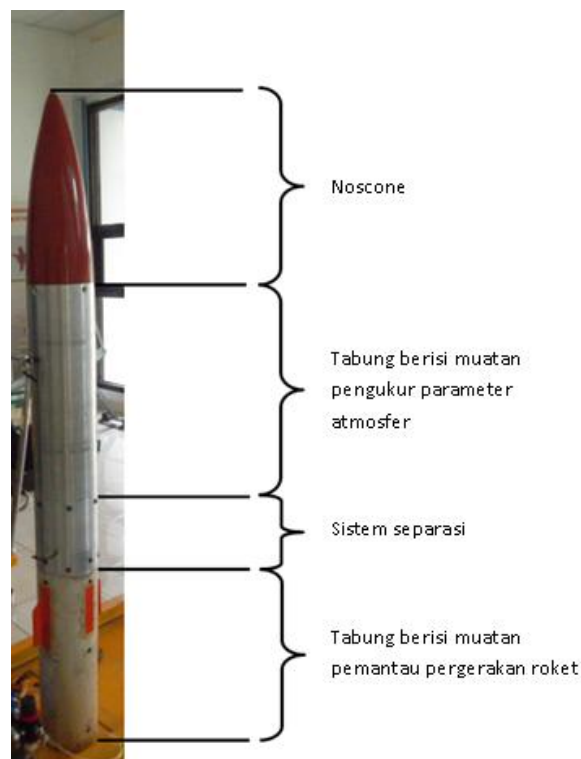 Noscone
Tabung berisi muatan
pengukur parameter
atmosfer
Sistem separasi
Tabung berisi muatan
pemantau pergerakan roket